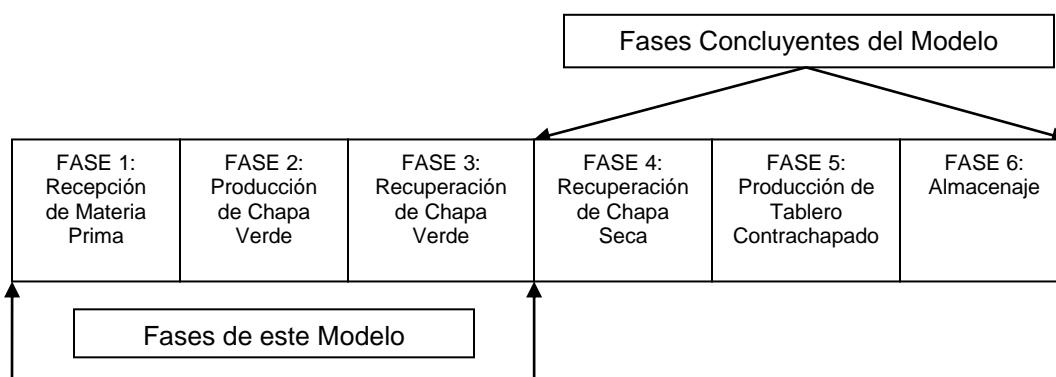 Fases Concluyentes del Modelo
FASE 1:
Recepción
de Materia
Prima
FASE 2:
Producción
de Chapa
Verde
FASE 3:
Recuperación
de Chapa
Verde
FASE 4:
Recuperación
de Chapa
Seca
FASE 5:
Producción de
Tablero
Contrachapado
FASE 6:
Almacenaje
Fases de este Modelo